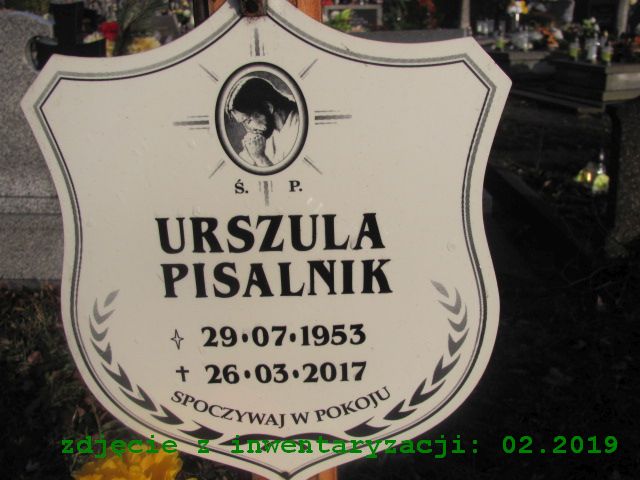 Ś. P.
URSZULA
PISALNIK
29·07·1953
† 26·03·2017
SPOCZYWAJ W POKOJU
zdjęcie z inwentaryzacji: 02.2019